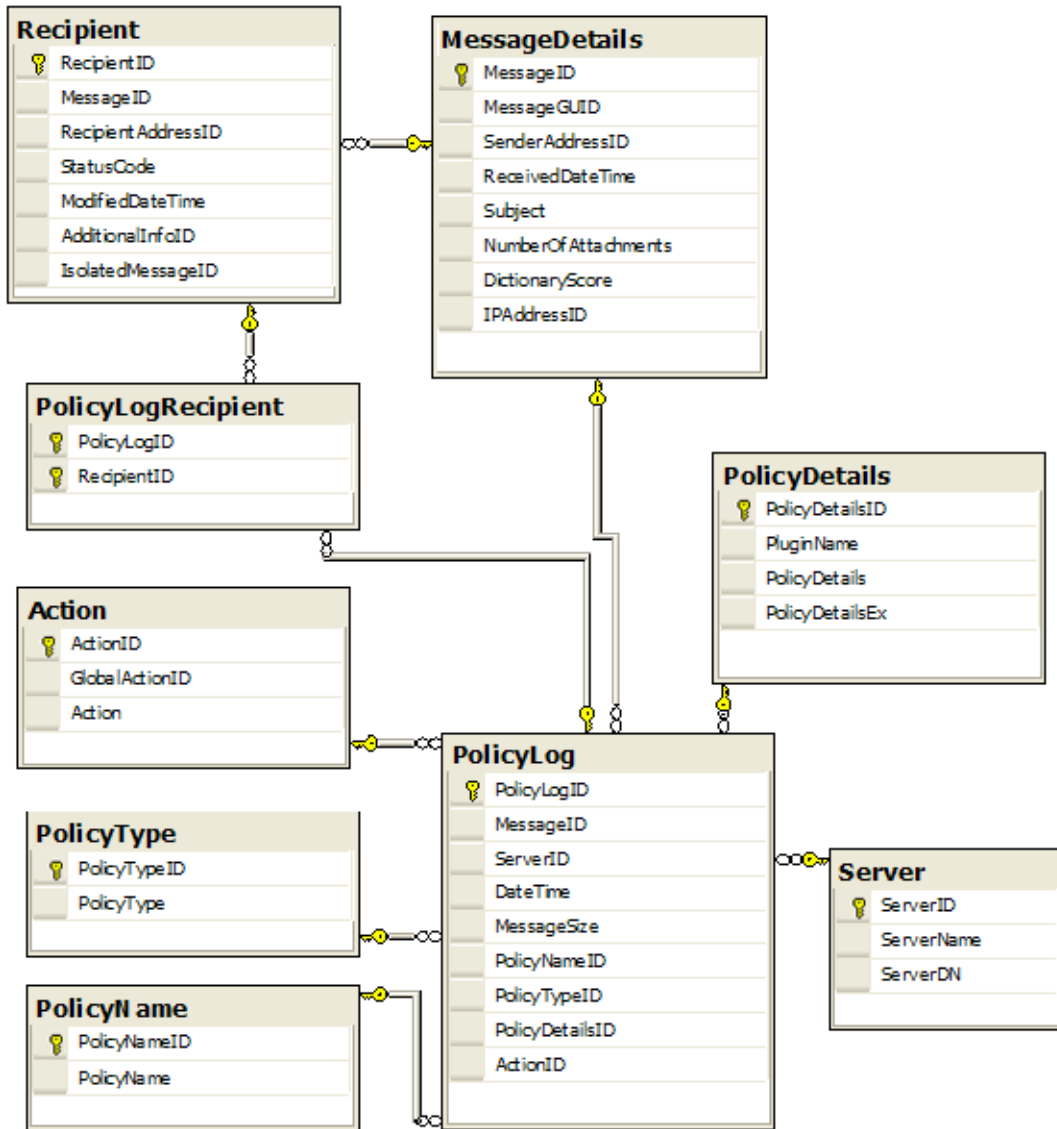 Recipient
RecipientID
MessageID
RecipientAddressID
StatusCode
ModifiedDateTime
AdditionalInfoID
IsolatedMessageID
MessageDetails
MessageID
MessageGUID
SenderAddressID
ReceivedDateTime
Subject
NumberOfAttachments
DictionaryScore
IPAddressID
PolicyLogRecipient
PolicyLogID
RecipientID
PolicyDetails
PolicyDetailsID
PluginName
PolicyDetails
PolicyDetailsEx
Action
ActionID
GlobalActionID
Action
PolicyType
PolicyTypeID
PolicyType
PolicyName
PolicyNameID
PolicyName
PolicyLog
PolicyLogID
MessageID
ServerID
DateTime
MessageSize
PolicyNameID
PolicyTypeID
PolicyDetailsID
ActionID
Server
ServerID
ServerName
ServerDN